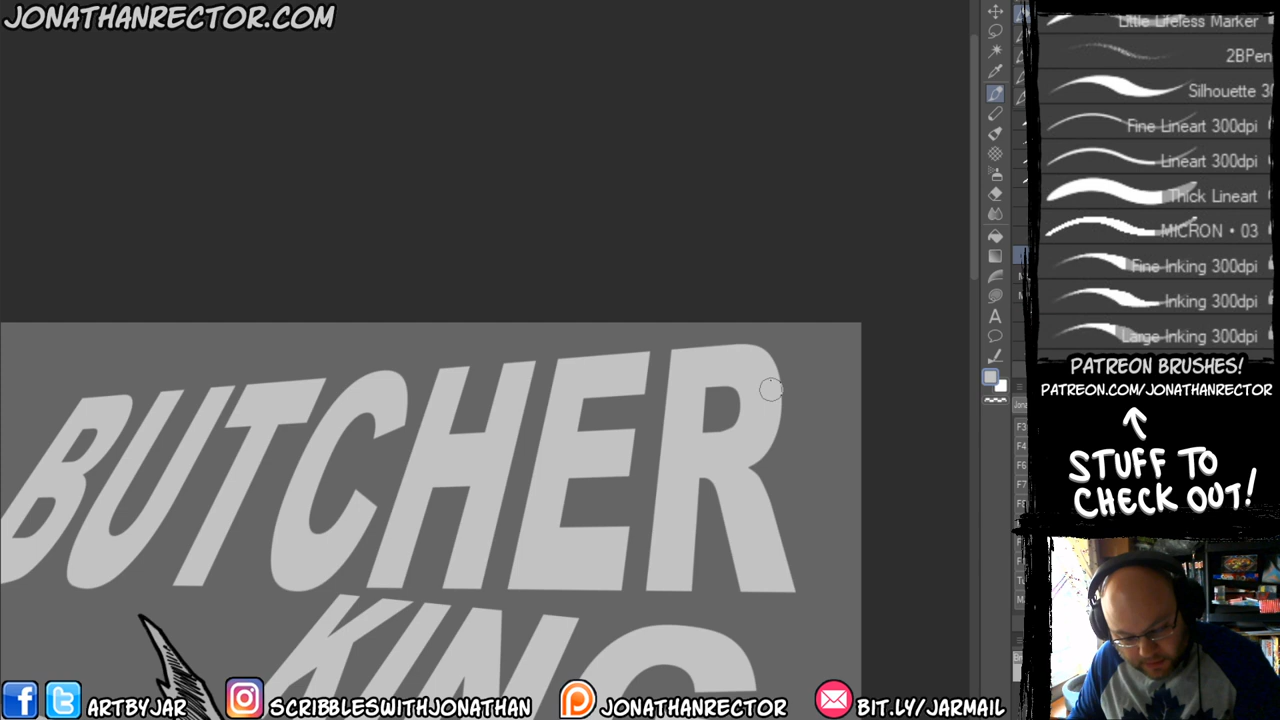 JONATHANRECTOR.COM
Little Lifeless Marker
2BPen
Silhouette 30
Fine Lineart 300dpi
Lineart 300dpi
Thick Lineart
MICRON • 03
Fine Inking 300dpi
Inking 300dpi
Large Inking 300dpi
PATREON BRUSHES!
PATREON.COM/JONATHANRECTOR
STUFF TO
CHECK OUT!
BUTCHER
KING
ARTBYJAR
SCRIBBLESWITHJONATHAN
JONATHANRECTOR
BIT.LY/JARMAIL